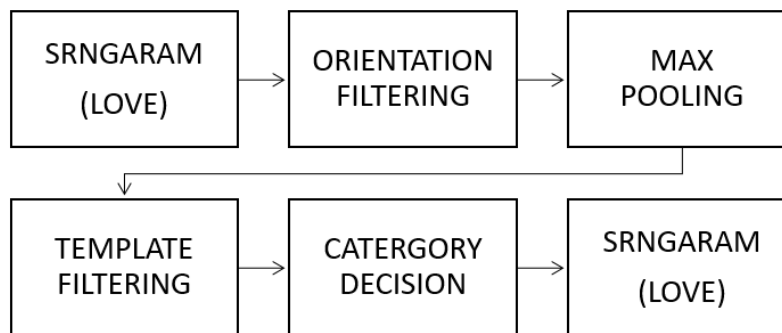 SRNGARAM
(LOVE)
ORIENTATION
FILTERING
MAX
POOLING
TEMPLATE
FILTERING
CATERGORY
DECISION
SRNGARAM
(LOVE)